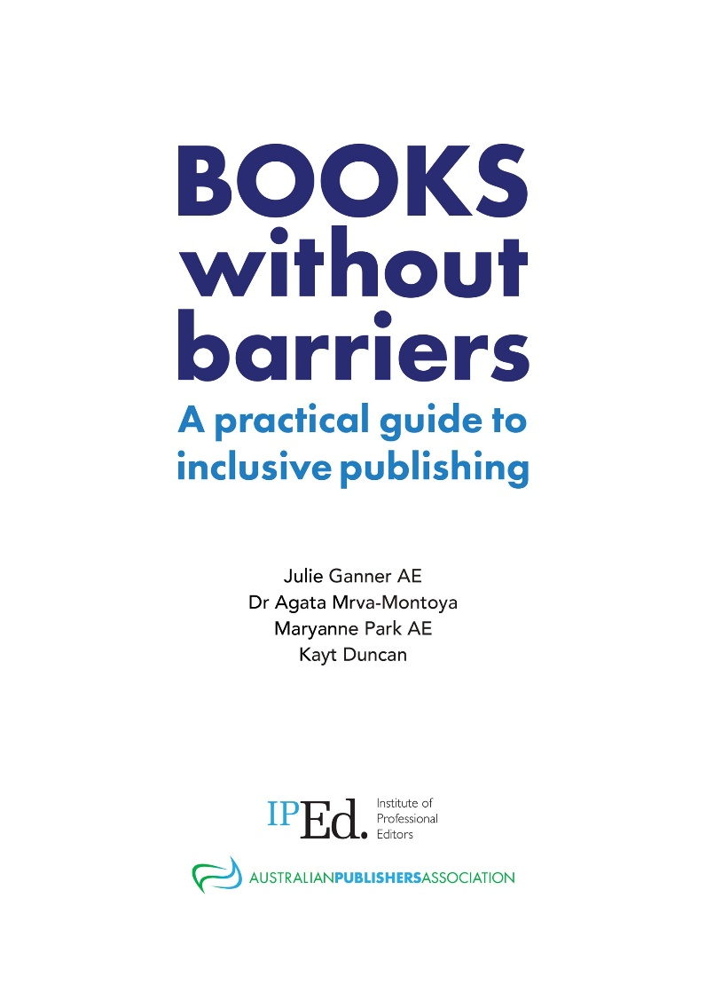 BOOKS
without
barriers
A practical guide to
inclusive publishing
Julie Ganner AE
Dr Agata Mrva-Montoya
Maryanne Park AE
Kayt Duncan
IPEd.
Institute of
Professional
Editors
AUSTRALIANPUBLISHERSASSOCIATION